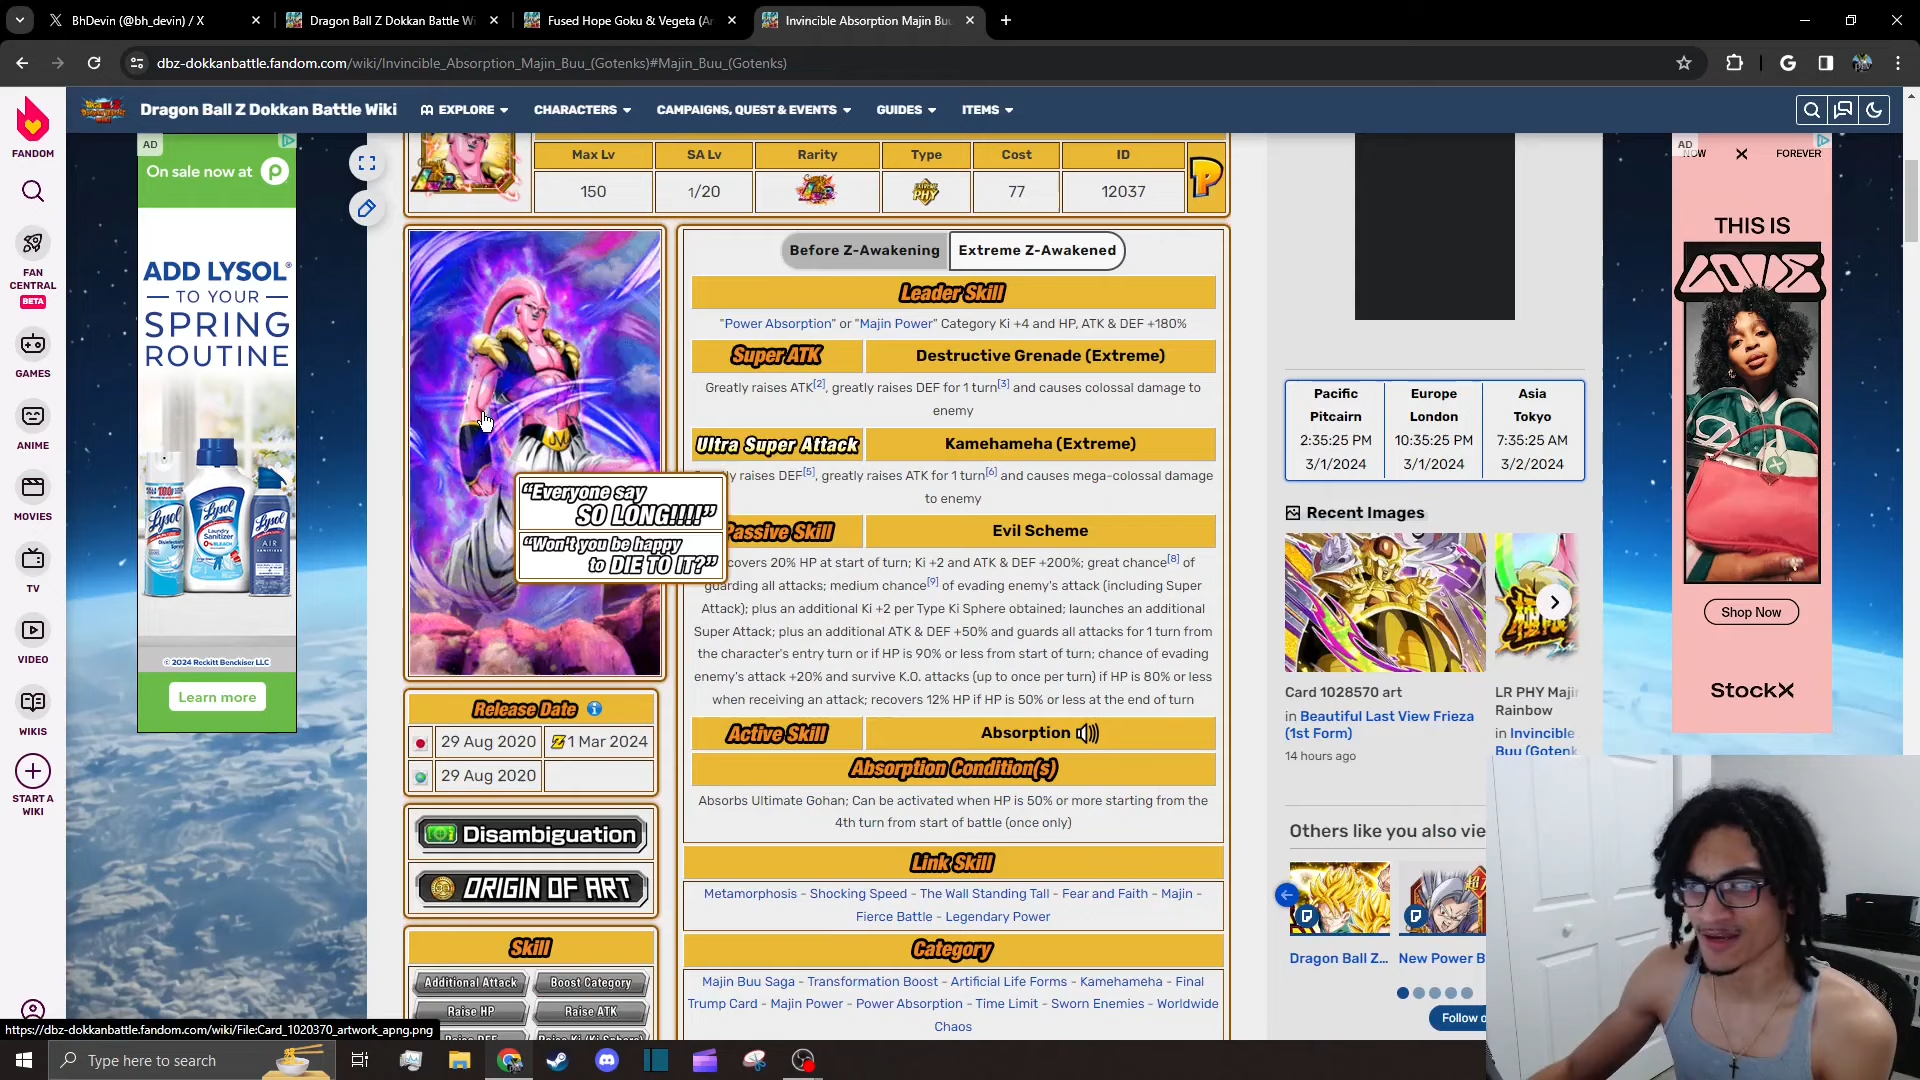 BhDevin (@bh_devin) / X
Dragon Ball Z Dokkan Battle Wi
Fused Hope Goku & Vegeta (An
Invincible Absorption Majin Buu
dbz-dokkanbattle.fandom.com/wiki/Invincible_Absorption_Majin_Buu_(Gotenks)#Majin_Buu_(Gotenks)
FANDOM
FAN
CENTRAL
BETA
GAMES
ANIME
MOVIES
TV
VIDEO
WIKIS
START A
WIKI
Dragon Ball Z Dokkan Battle Wiki
EXPLORE
CHARACTERS
CAMPAIGNS, QUEST & EVENTS
GUIDES
ITEMS
AD
On sale now at
ADD LYSOL®
TO YOUR
SPRING
ROUTINE
© 2024 Reckitt Benckiser LLC
Learn more
Max Lv
SA Lv
Rarity
Type
Cost
ID
150
1/20
77
12037
Before Z-Awakening
Extreme Z-Awakened
Leader Skill
"Power Absorption" or "Majin Power" Category Ki +4 and HP, ATK & DEF +180%
Super ATK
Destructive Grenade (Extreme)
Greatly raises ATK[2], greatly raises DEF for 1 turn[3] and causes colossal damage to
enemy
Ultra Super Attack
Kamehameha (Extreme)
ly raises DEF[5], greatly raises ATK for 1 turn[6] and causes mega-colossal damage
to enemy
"Everyone say
SO LONG!!!!"
"Won't you be happy
to DIE TO IT?"
Passive Skill
Evil Scheme
covers 20% HP at start of turn; Ki +2 and ATK & DEF +200%; great chance[8] of
guarding all attacks; medium chance[9] of evading enemy's attack (including Super
Attack); plus an additional Ki +2 per Type Ki Sphere obtained; launches an additional
Super Attack; plus an additional ATK & DEF +50% and guards all attacks for 1 turn from
the character's entry turn or if HP is 90% or less from start of turn; chance of evading
enemy's attack +20% and survive K.O. attacks (up to once per turn) if HP is 80% or less
when receiving an attack; recovers 12% HP if HP is 50% or less at the end of turn
Active Skill
Absorption
Absorption Condition(s)
Absorbs Ultimate Gohan; Can be activated when HP is 50% or more starting from the
4th turn from start of battle (once only)
Link Skill
Metamorphosis - Shocking Speed - The Wall Standing Tall - Fear and Faith - Majin -
Fierce Battle - Legendary Power
Category
Majin Buu Saga - Transformation Boost - Artificial Life Forms - Kamehameha - Final
Trump Card - Majin Power - Power Absorption - Time Limit - Sworn Enemies - Worldwide
Chaos
Release Date
29 Aug 2020
1 Mar 2024
29 Aug 2020
Disambiguation
ORIGIN OF ART
Skill
Additional Attack
Boost Category
Raise HP
Raise ATK
Raise DEF
Raise Ki (Ki Sphere)
Pacific
Pitcairn
2:35:25 PM
3/1/2024
Europe
London
10:35:25 PM
3/1/2024
Asia
Tokyo
7:35:25 AM
3/2/2024
Recent Images
Card 1028570 art
in Beautiful Last View Frieza
(1st Form)
14 hours ago
LR PHY Majin
Rainbow
in Invincible
Buu (Gotenk
Others like you also vie
Dragon Ball Z...
New Power B
Follow o
AD
NOW
FOREVER
THIS IS
LOVE
Shop Now
StockX
https://dbz-dokkanbattle.fandom.com/wiki/File:Card_1020370_artwork_apng.png
Type here to search